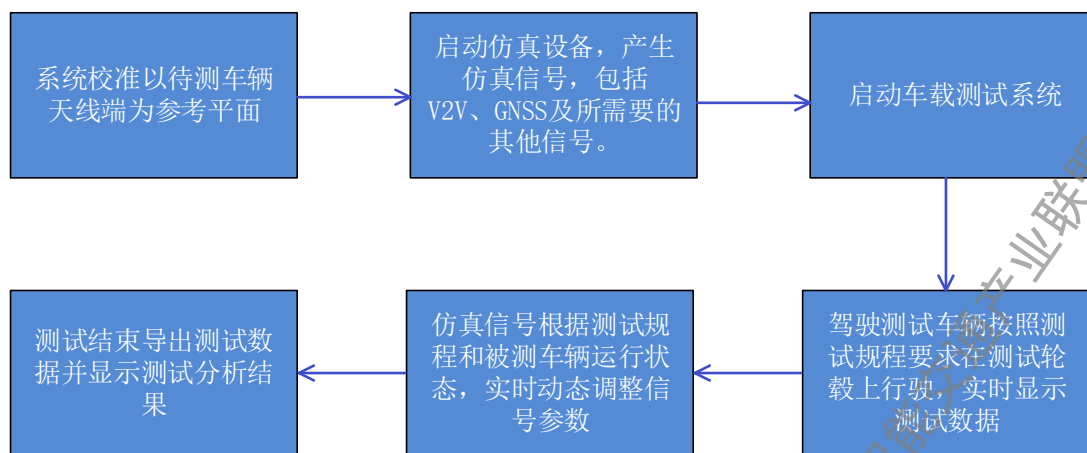 系统校准以待测车辆
天线端为参考平面
启动仿真设备，产生
仿真信号，包括
V2V、GNSS及所需要的
其他信号。
启动车载测试系统
驾驶测试车辆按照测
试规程要求在测试轮
毂上行驶，实时显示
测试数据
仿真信号根据测试规
程和被测车辆运行状
态，实时动态调整信
号参数
测试结束导出测试数
据并显示测试分析结
果
产业联